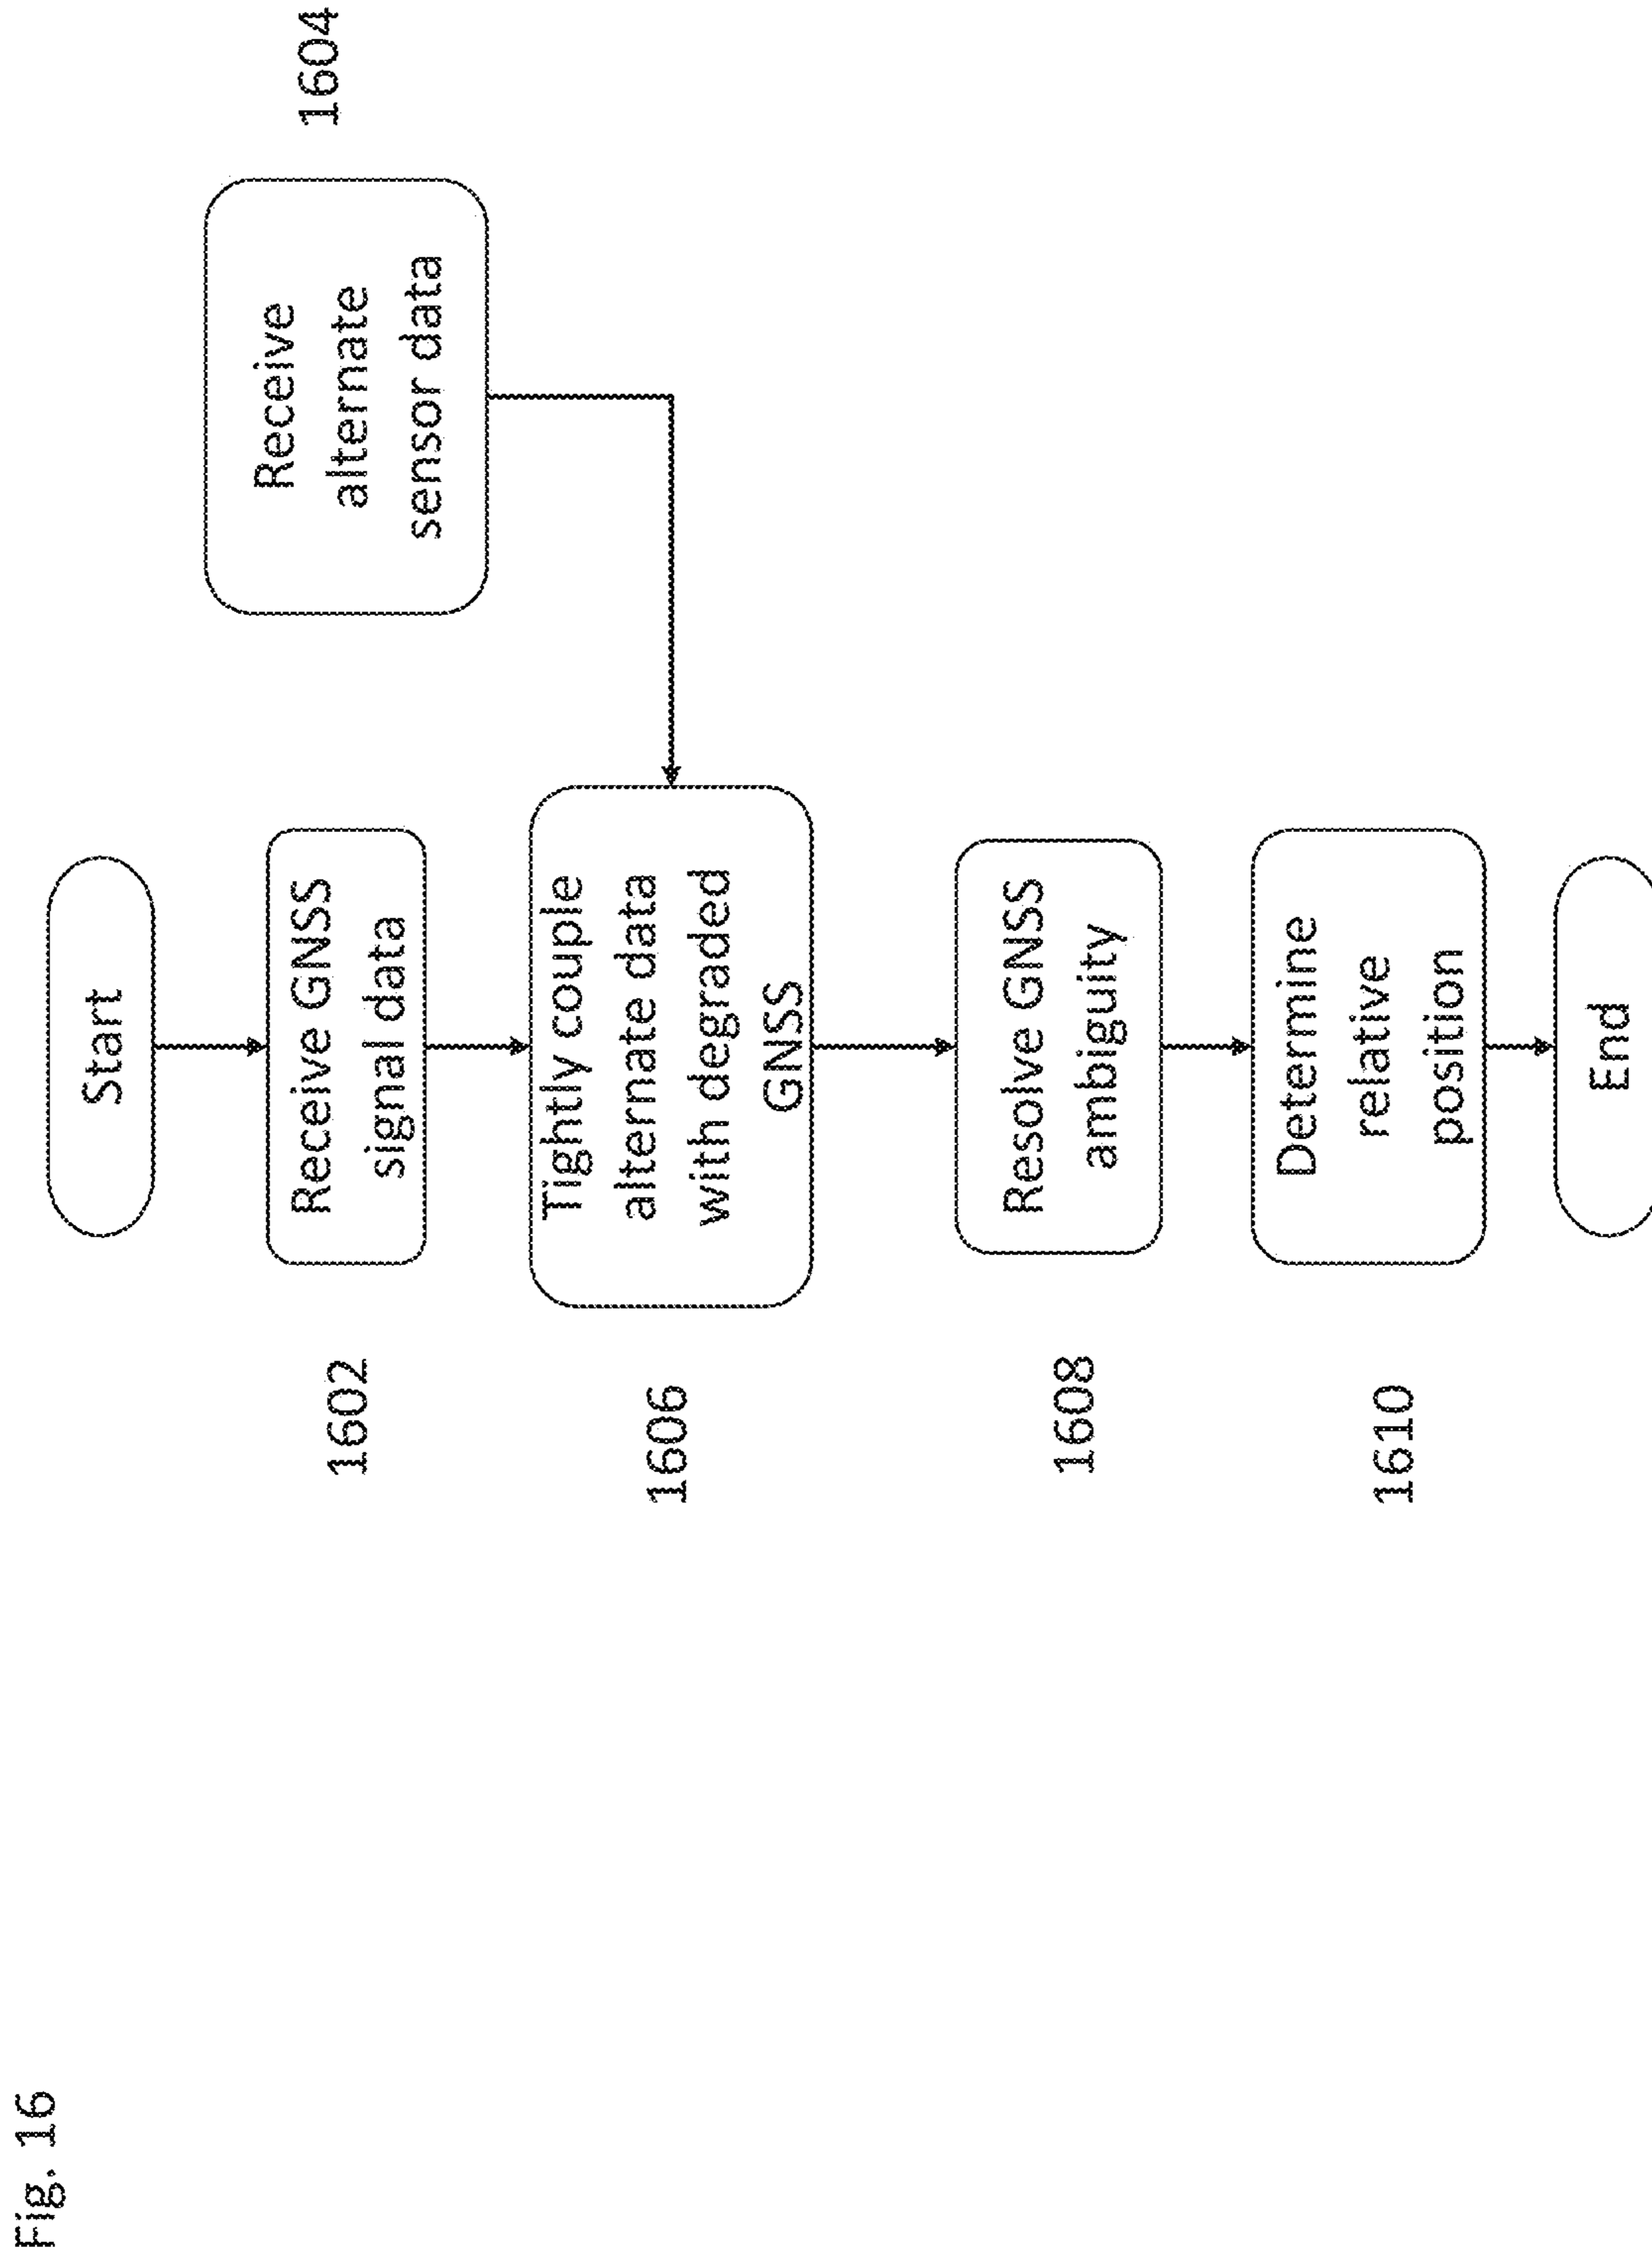 Fig. 16
Start
1602
Receive GNSS
signal data
Receive
alternate
sensor data
1604
1606
Tightly couple
alternate data
with degraded
GNSS
1608
Resolve GNSS
ambiguity
1610
Determine
relative
position
End